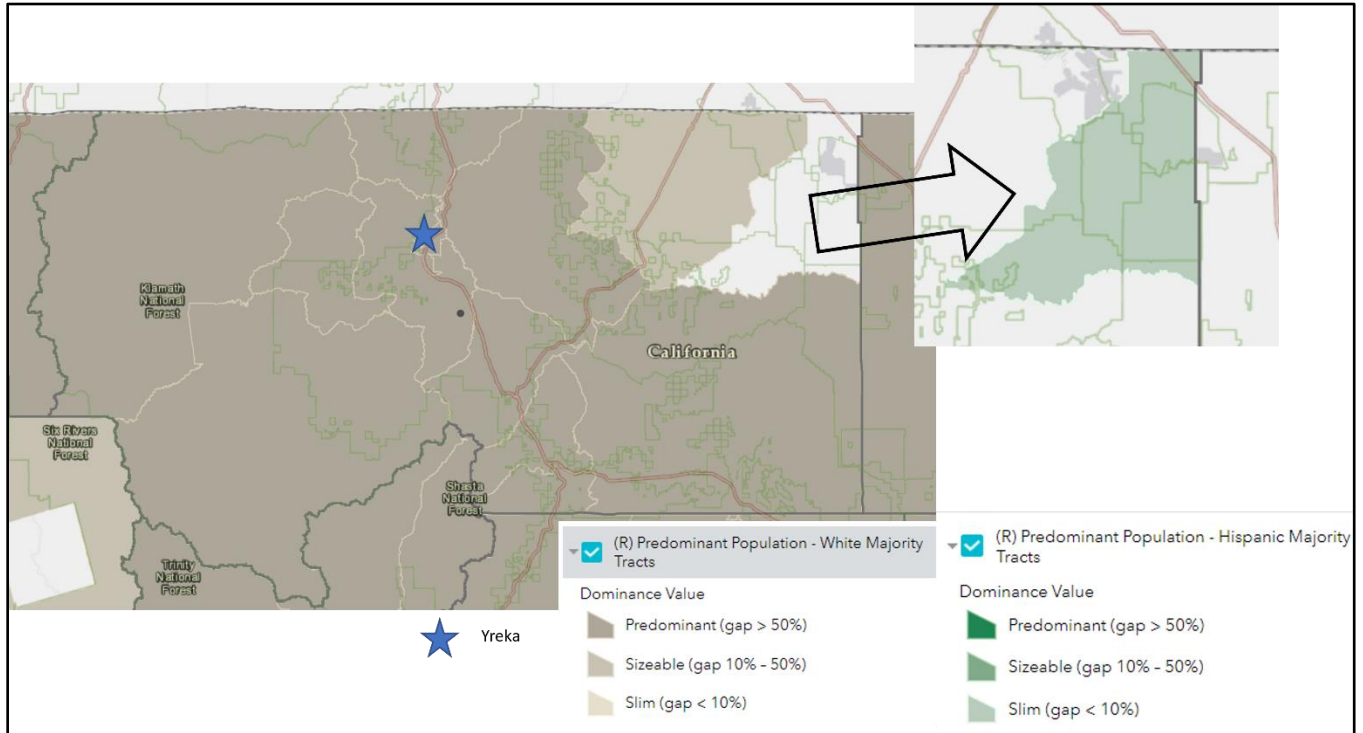 Klamath
National
Forest
California
Six Rivers
National
Forest
Shasta
National
Forest
Trinity
National
Forest
Yreka
(R) Predominant Population - White Majority
Tracts
Dominance Value
Predominant (gap > 50%)
Sizeable (gap 10% - 50%)
Slim (gap < 10%)
(R) Predominant Population - Hispanic Majority
Tracts
Dominance Value
Predominant (gap > 50%)
Sizeable (gap 10% - 50%)
Slim (gap < 10%)